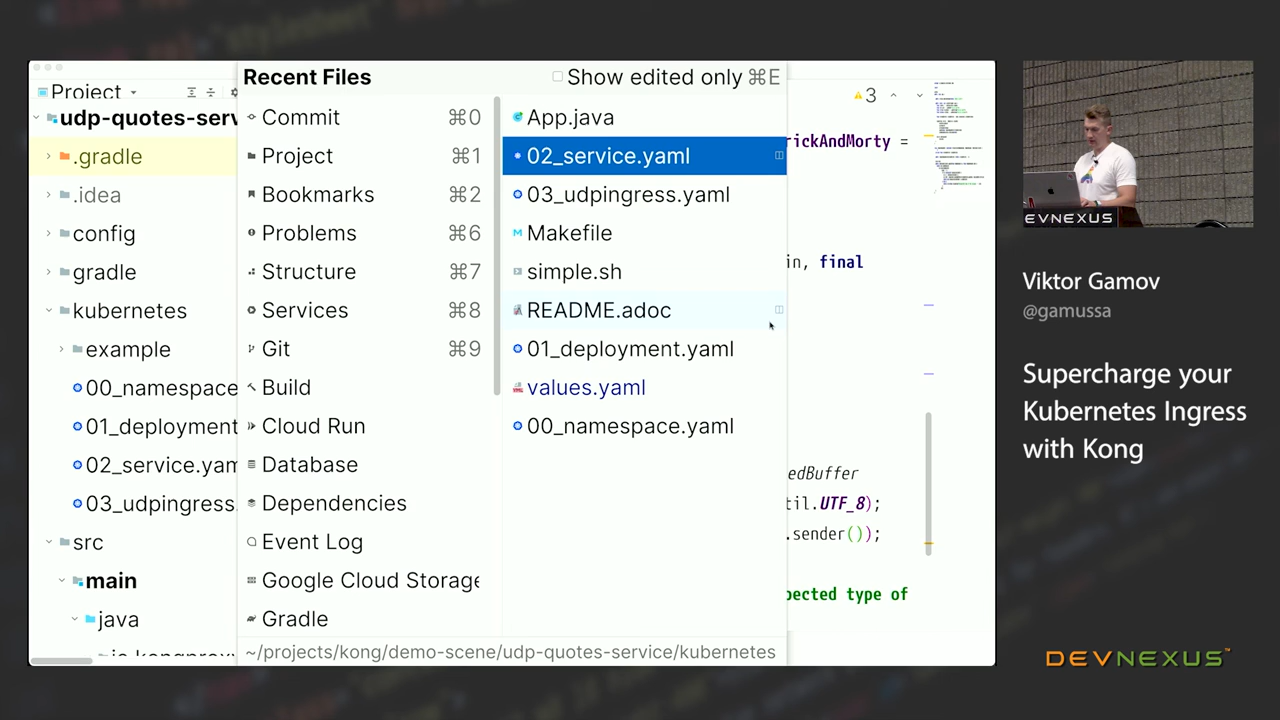 Recent Files
Show edited only ⌘E
Project
udp-quotes-serv
.gradle
.idea
config
gradle
kubernetes
example
00_namespace
01_deployment
02_service.yam
03_udpingress.
src
main
java
Commit ⌘0
Project ⌘1
Bookmarks ⌘2
Problems ⌘6
Structure ⌘7
Services ⌘8
Git ⌘9
Build
Cloud Run
Database
Dependencies
Event Log
Google Cloud Storage
Gradle
App.java
02_service.yaml
03_udpingress.yaml
Makefile
simple.sh
README.adoc
01_deployment.yaml
values.yaml
00_namespace.yaml
~/projects/kong/demo-scene/udp-quotes-service/kubernetes
3
rickAndMorty =
in, final
edBuffer
til.UTF_8);
.sender());
pected type of
EVNEXUS
Viktor Gamov
@gamussa
Supercharge your
Kubernetes Ingress
with Kong
DEVNEXUS™